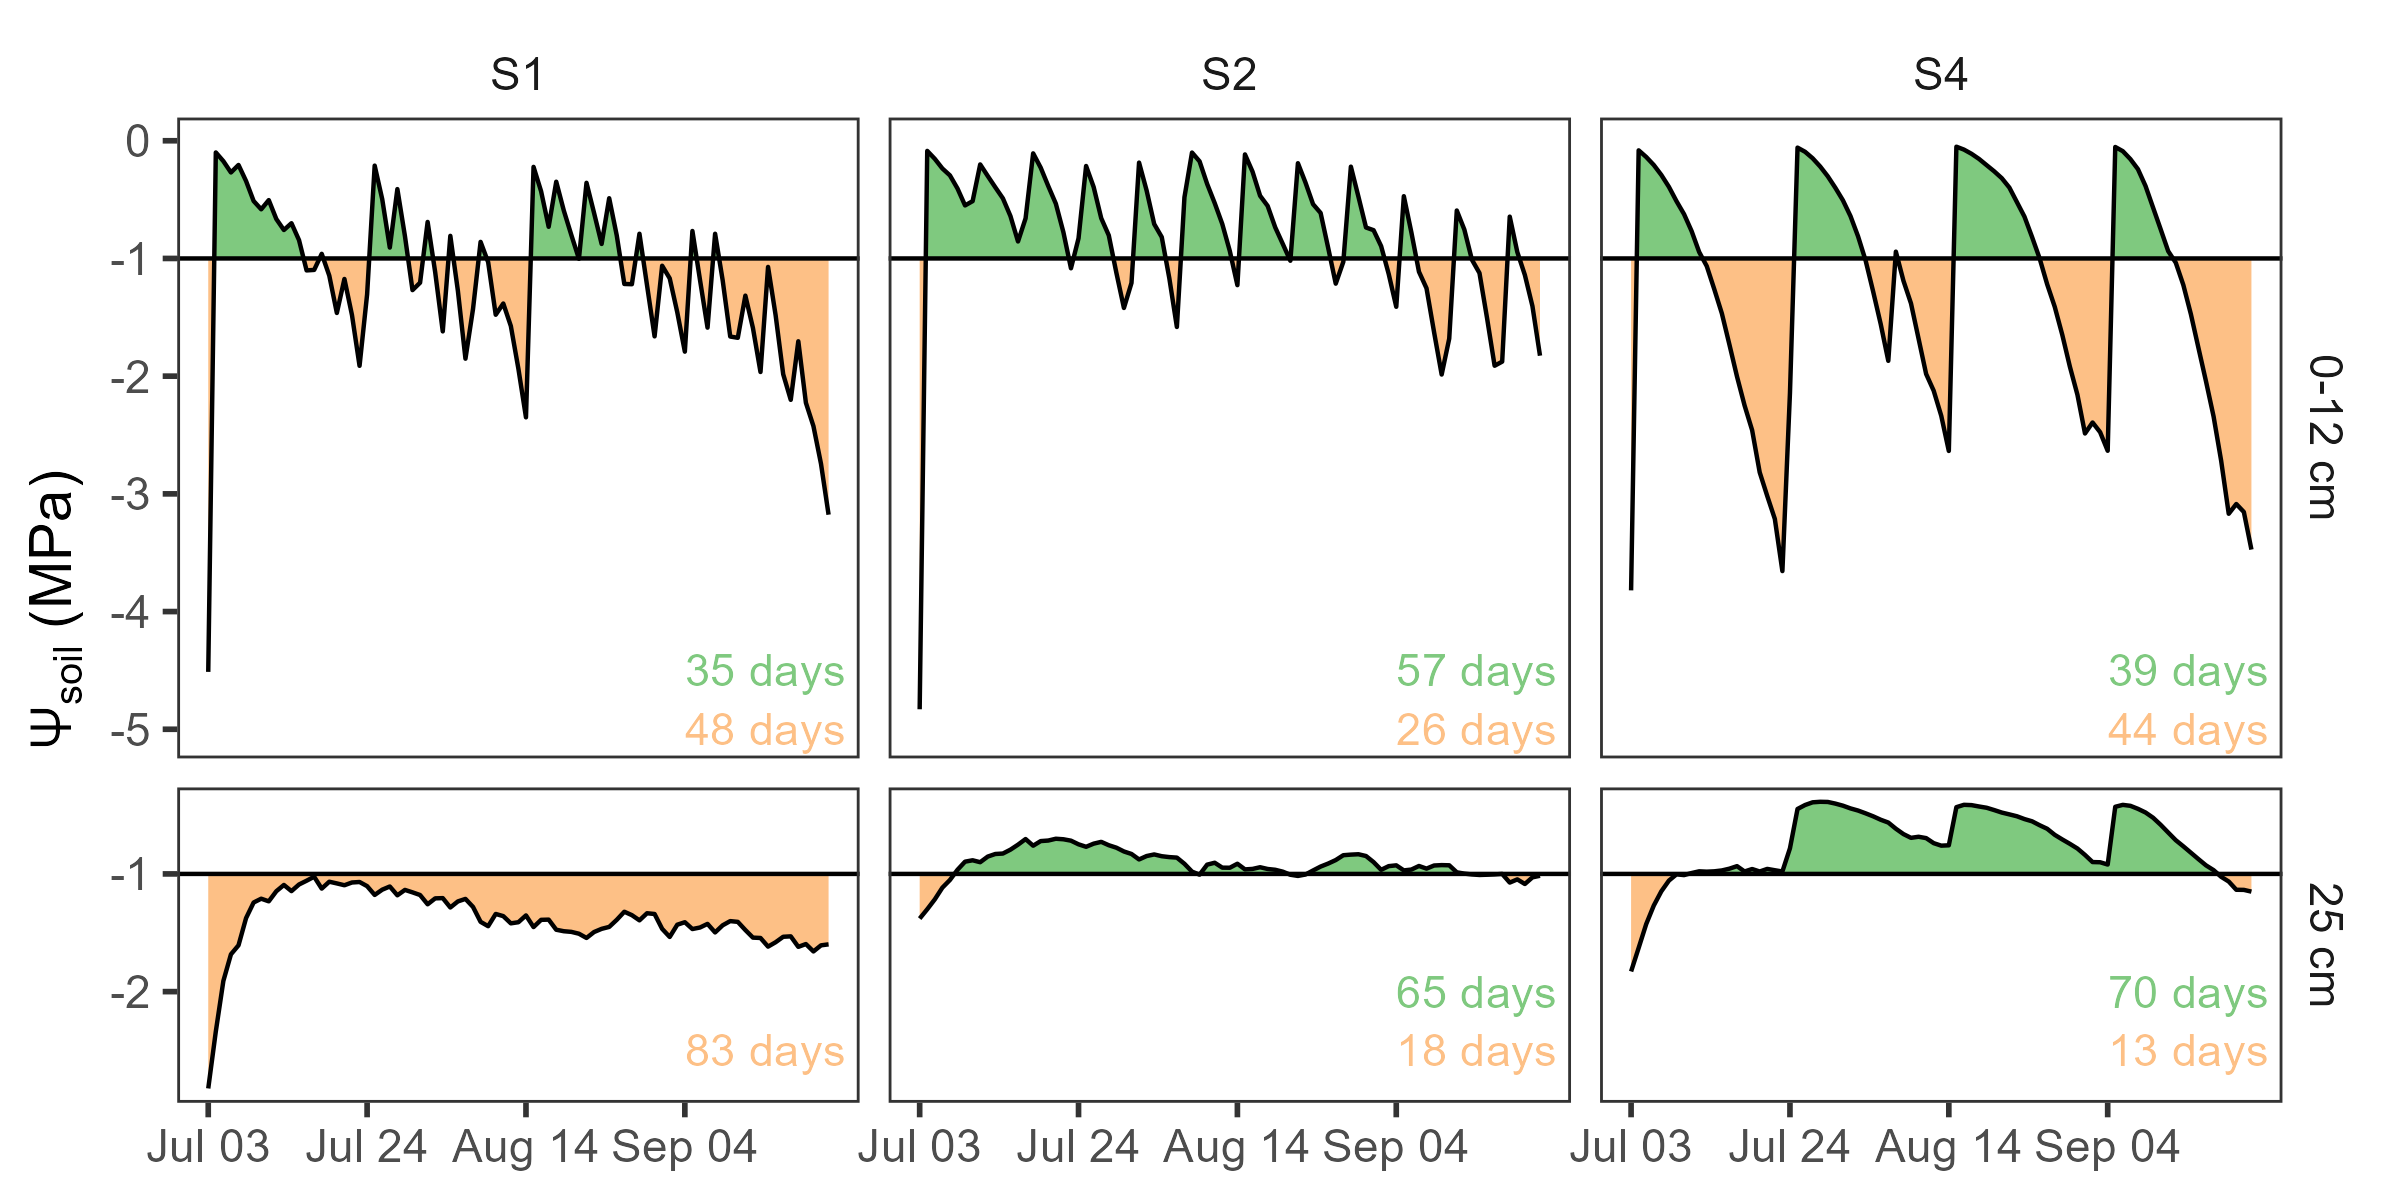 S1 S2 S4
Ψsoil (MPa)
0
-1
-2
-3
-4
-5
35 days
48 days
57 days
26 days
39 days
44 days
0-12 cm
-1
-2
83 days
65 days
18 days
70 days
13 days
25 cm
Jul 03 Jul 24 Aug 14 Sep 04 Jul 03 Jul 24 Aug 14 Sep 04 Jul 03 Jul 24 Aug 14 Sep 04